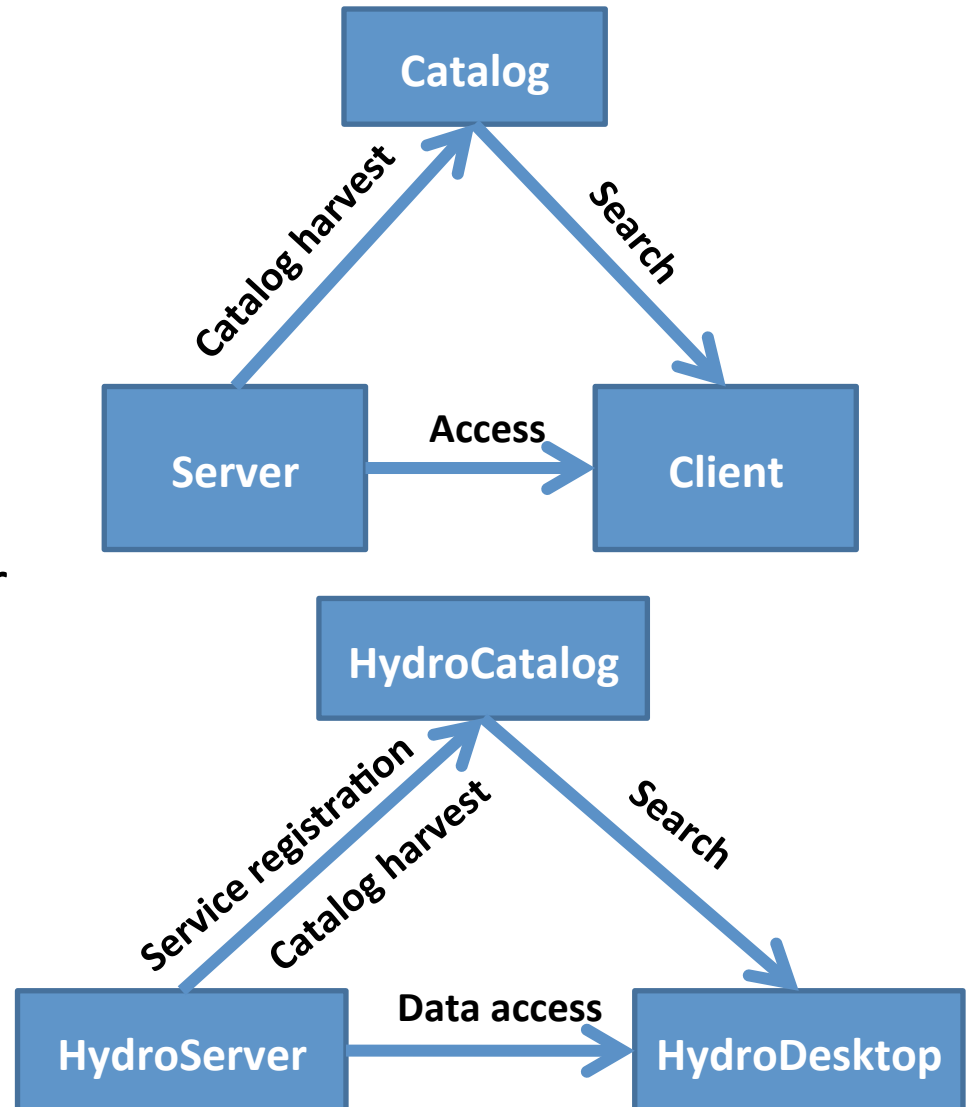 Catalog
Catalog harvest
Search
Server
Access
Client
HydroCatalog
Service registration
Catalog harvest
Search
HydroServer
Data access
HydroDesktop